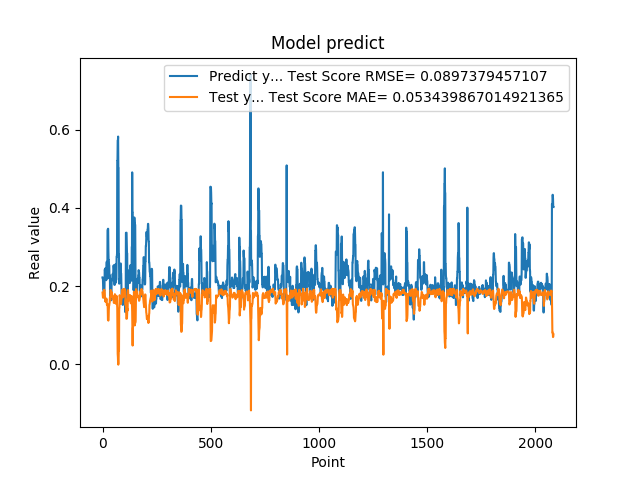 Model predict
Predict y... Test Score RMSE= 0.0897379457107
Test y... Test Score MAE= 0.053439867014921365
Real value
0.6
0.4
0.2
0.0
0 500 1000 1500 2000
Point